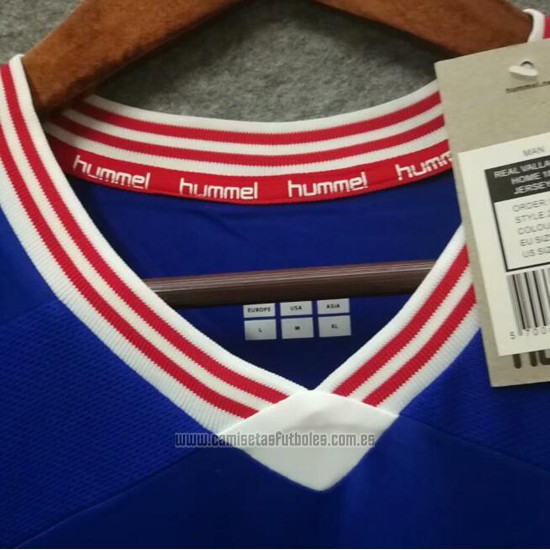 hummel hummel hummel hummel
EUROPE USA ASIA
L M XL
www.camisetasfutboles.com.es
hummel
MAN
REAL VALLA
HOME
JERSEY
ORDER
STYLE
COLOU
EU SIZ
US SIZ